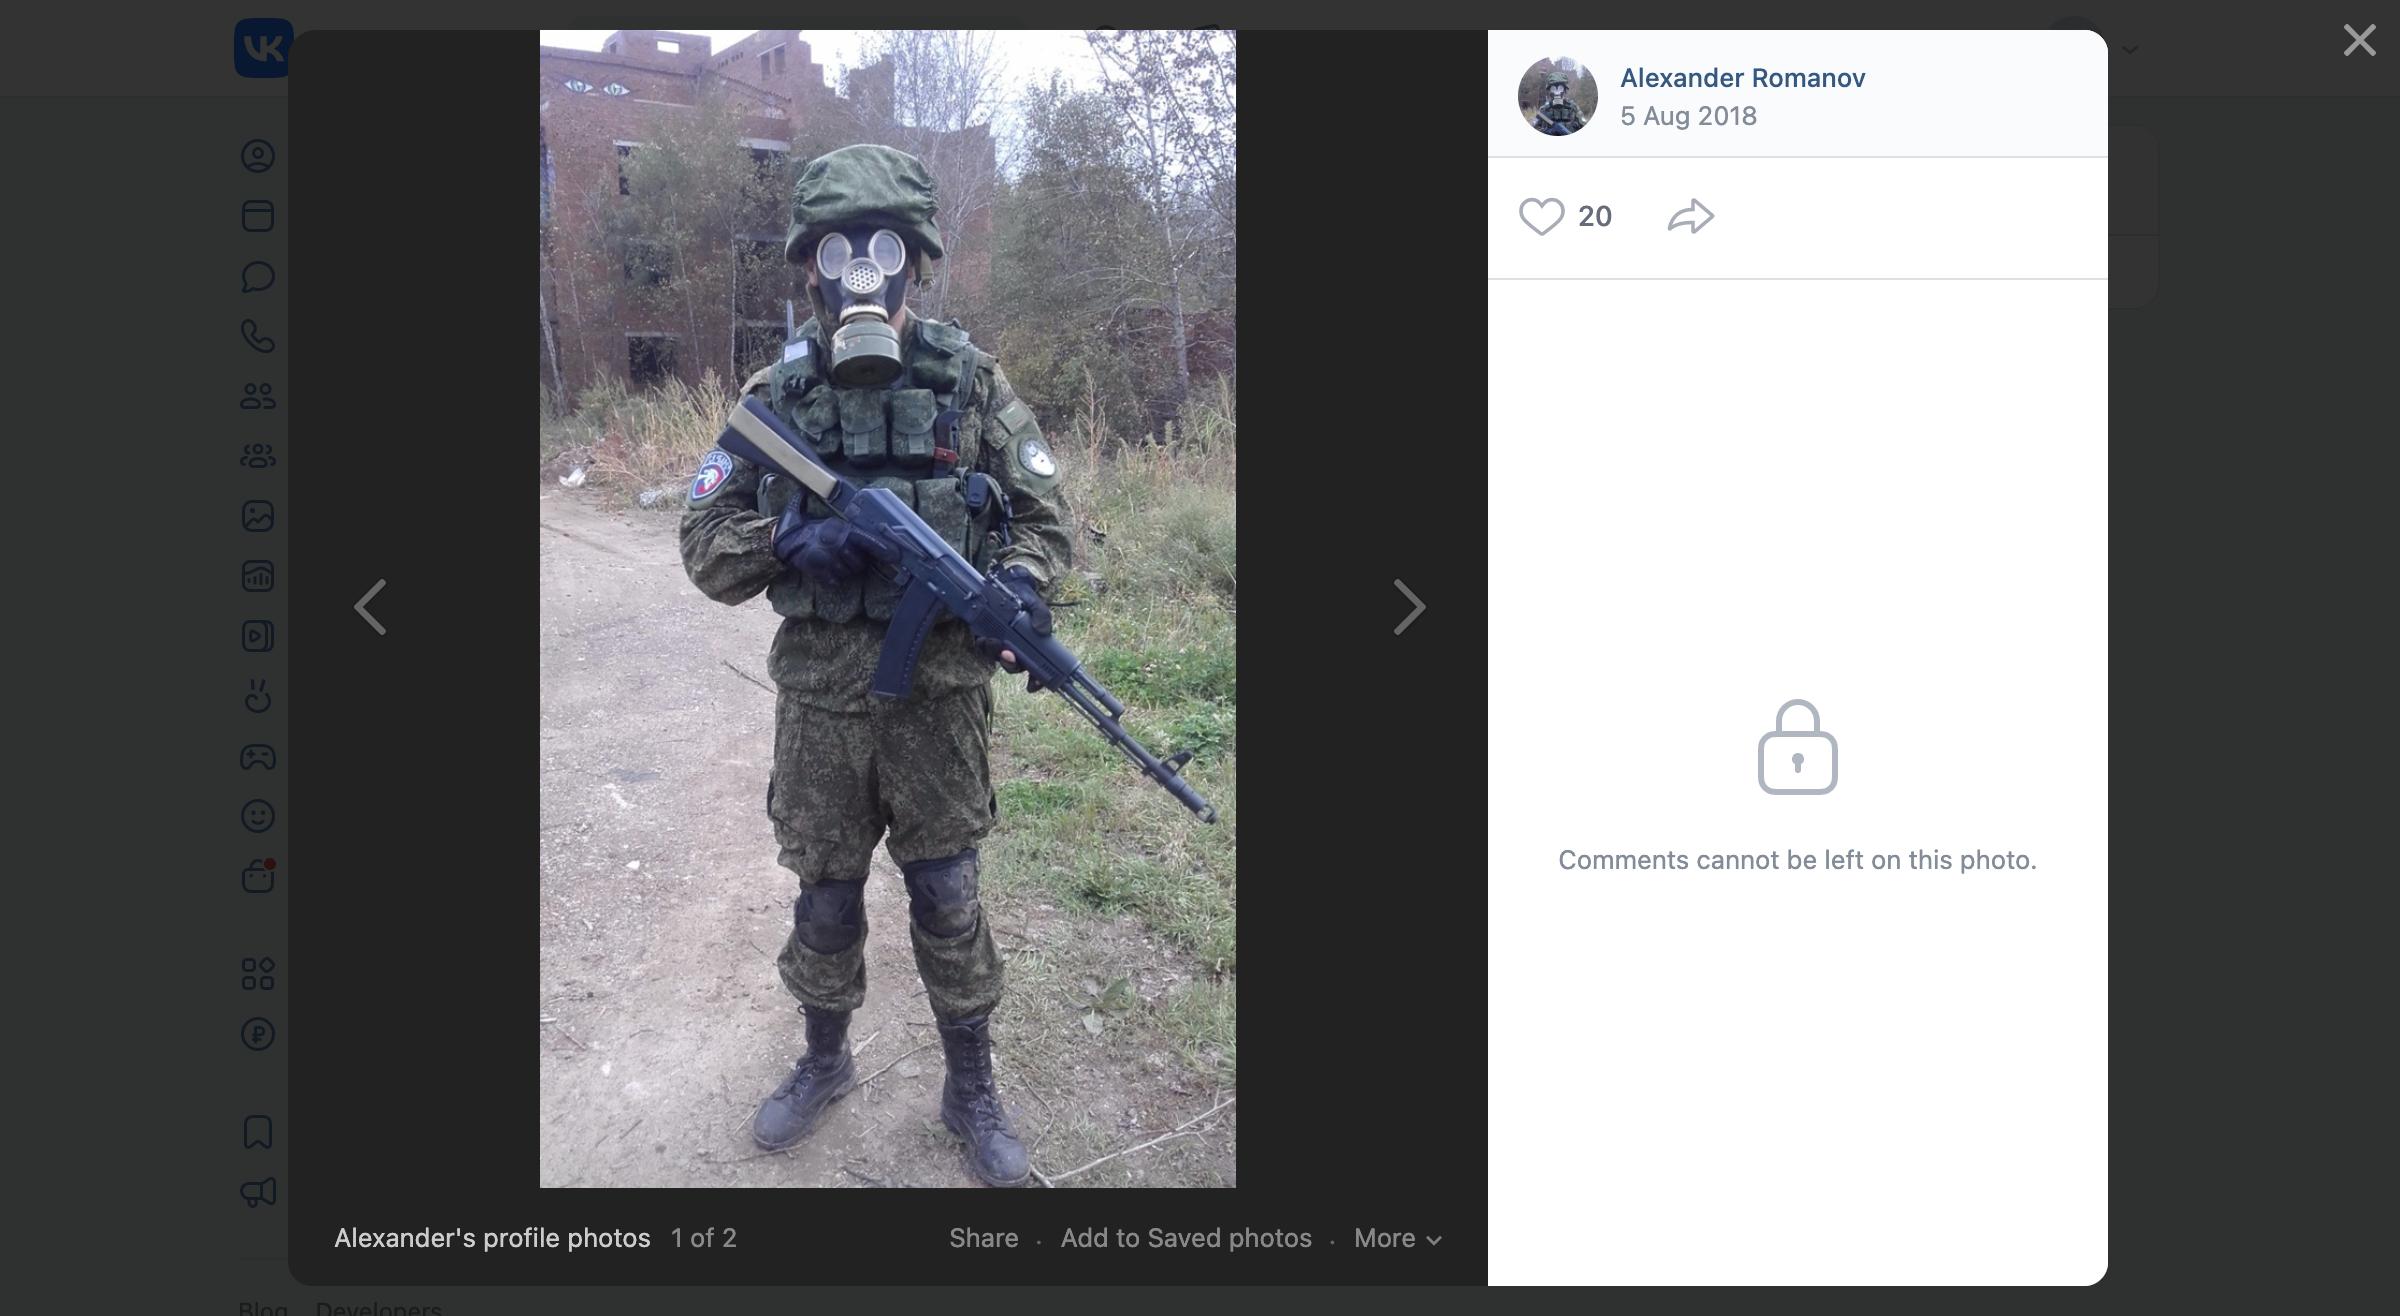 VK
Alexander Romanov
5 Aug 2018
20
Comments cannot be left on this photo.
Alexander's profile photos 1 of 2
Share · Add to Saved photos · More
Blog Developers